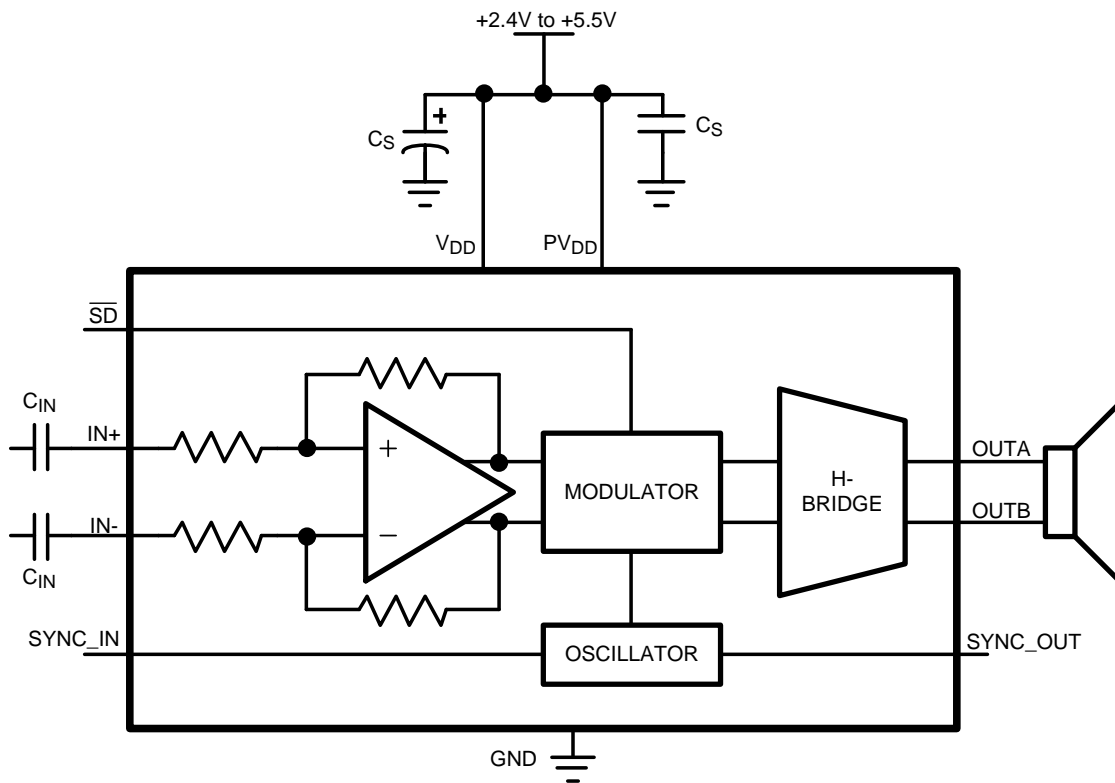 +2.4V to +5.5V
+
CS
CS
VDD
PVDD
SD
CIN
IN+
+
MODULATOR
H-
BRIDGE
OUTA
OUTB
IN-
−
CIN
SYNC_IN
OSCILLATOR
SYNC_OUT
GND